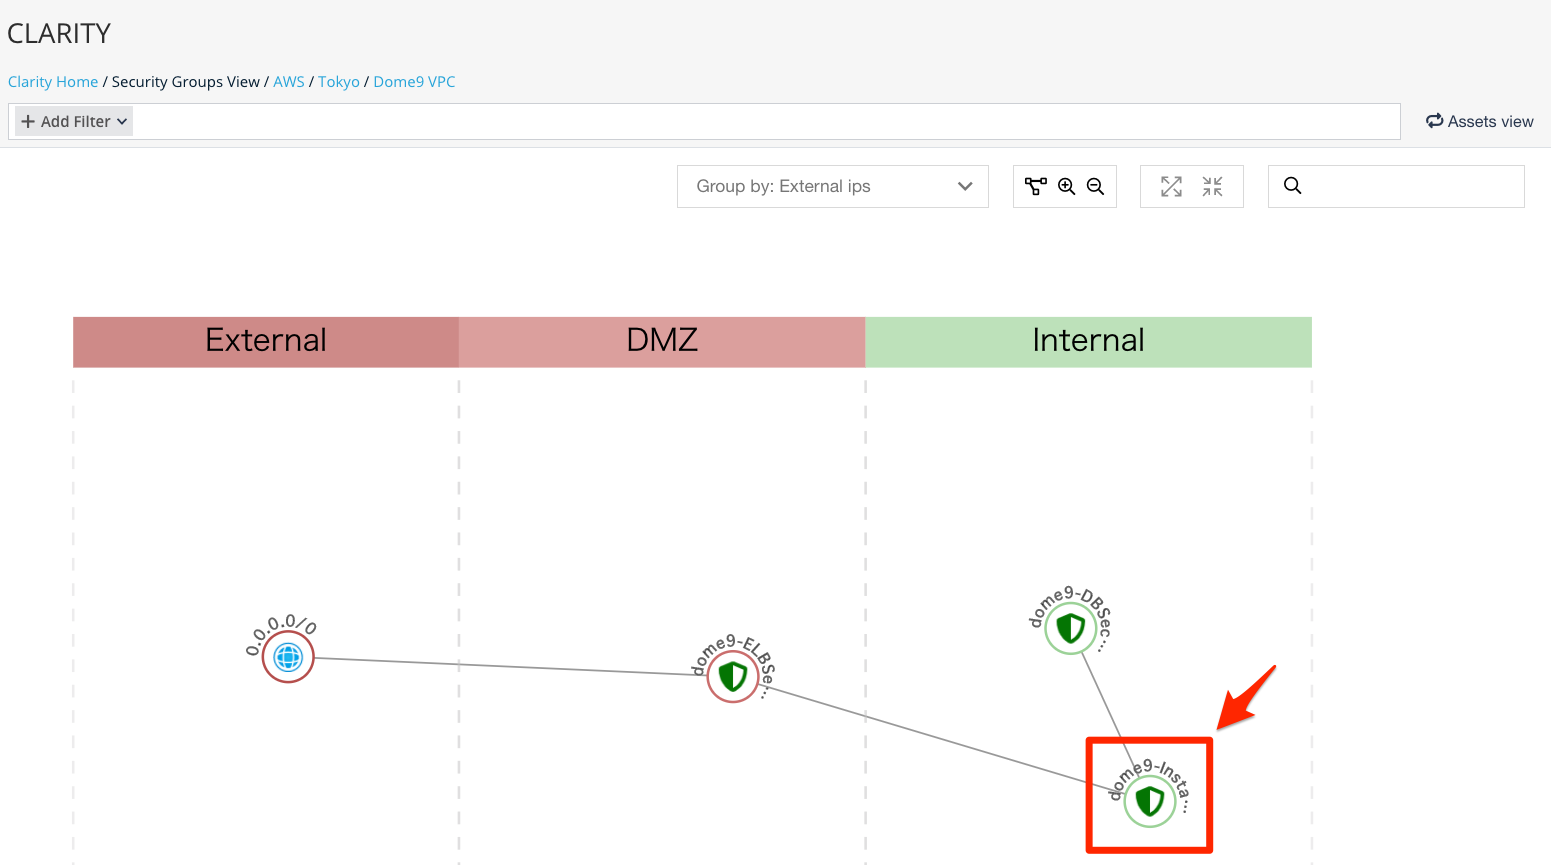 CLARITY
Clarity Home / Security Groups View / AWS / Tokyo / Dome9 VPC
Add Filter
Assets view
Group by: External ips
External
DMZ
Internal
0.0.0.0/0
dome9-ELBSe...
dome9-DBSec...
dome9-Insta...